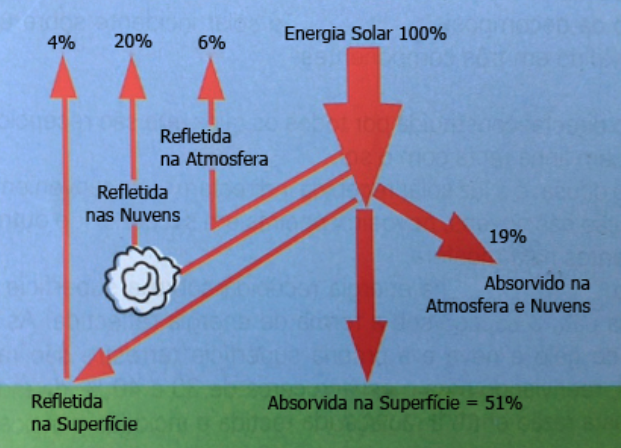 4%
20%
6%
Energia Solar 100%
Refletida
na Atmosfera
Refletida
nas Nuvens
19%
Absorvido na
Atmosfera e Nuvens
Refletida
na Superfície
Absorvida na Superfície = 51%